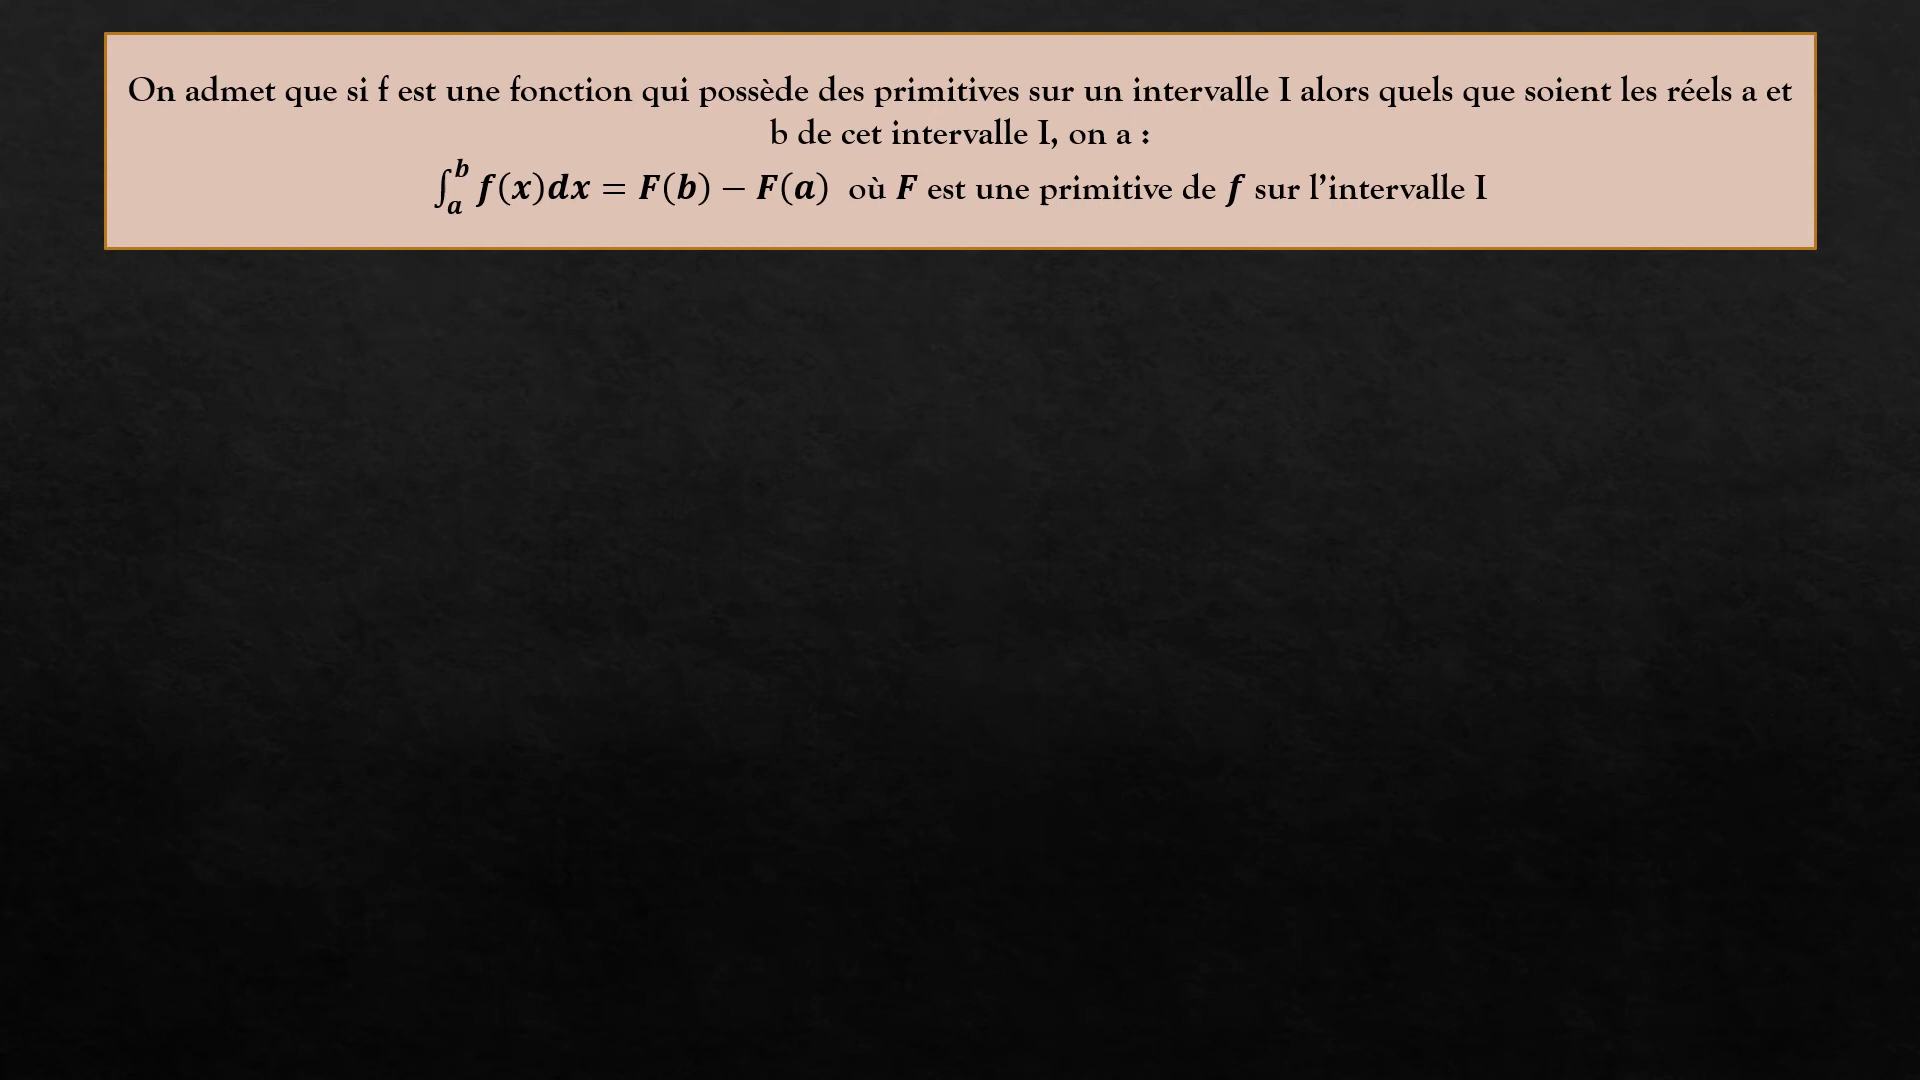 On admet que si f est une fonction qui possède des primitives sur un intervalle I alors quels que soient les réels a et
b de cet intervalle I, on a :
∫_a^b f(x)dx = F(b) − F(a) où F est une primitive de f sur l’intervalle I